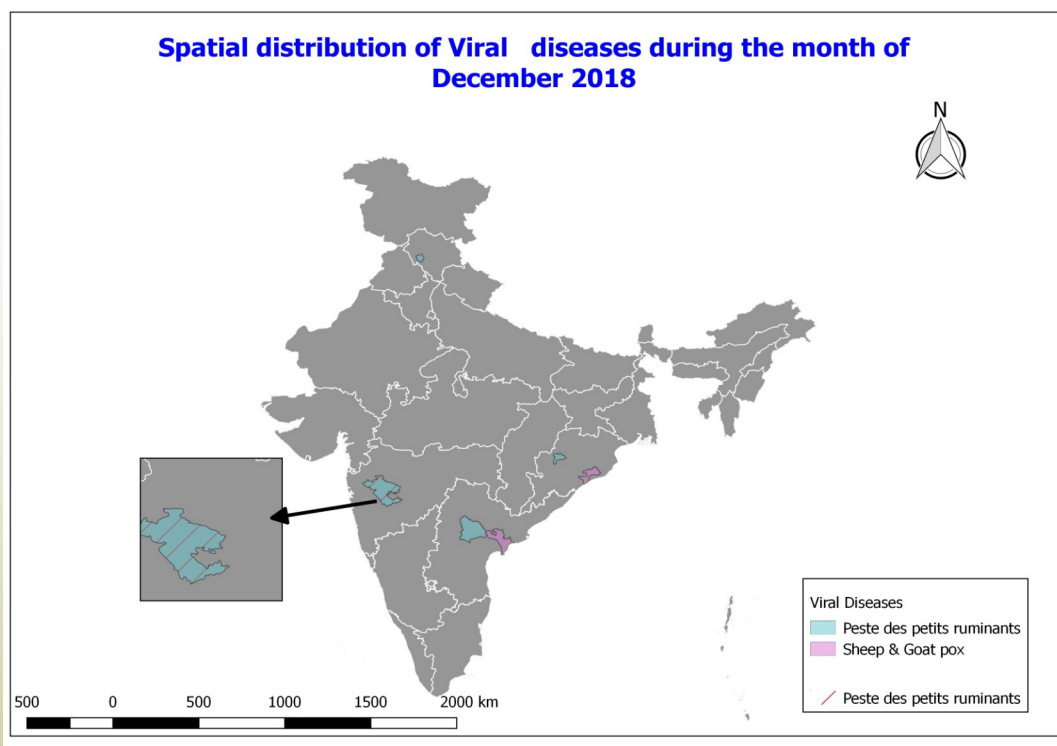 Spatial distribution of Viral diseases during the month of
December 2018
N
Viral Diseases
Peste des petits ruminants
Sheep & Goat pox
Peste des petits ruminants
500 0 500 1000 1500 2000 km